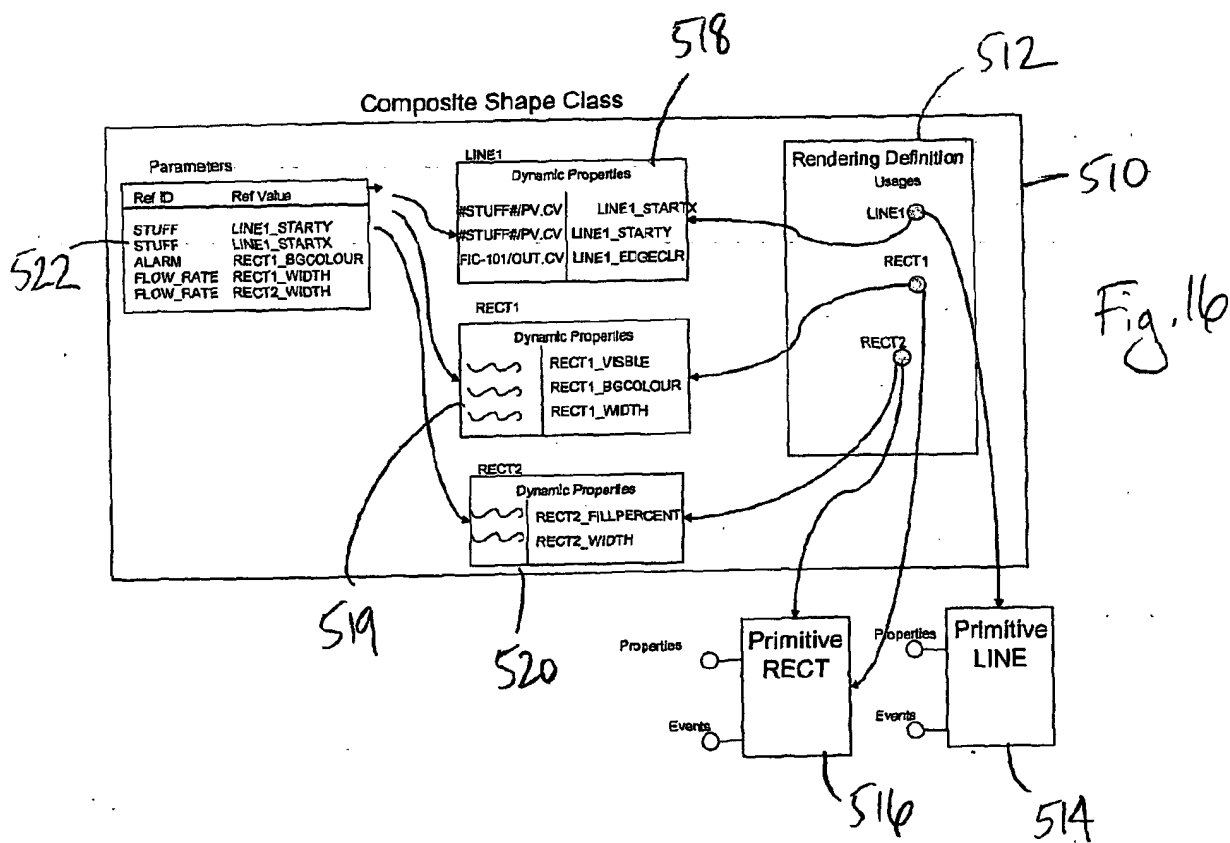 518
512
Composite Shape Class
510
Parameters
Ref ID Ref Value
STUFF LINE1_STARTY
STUFF LINE1_STARTX
ALARM RECT1_BGCOLOUR
FLOW_RATE RECT1_WIDTH
FLOW_RATE RECT2_WIDTH
522
LINE1
Dynamic Properties
#STUFF#/PV.CV LINE1_STARTX
#STUFF#/PV.CV LINE1_STARTY
FIC-101/OUT.CV LINE1_EDGECLR
RECT1
Dynamic Properties
RECT1_VISBLE
RECT1_BGCOLOUR
RECT1_WIDTH
RECT2
Dynamic Properties
RECT2_FILLPERCENT
RECT2_WIDTH
Rendering Definition
Usages
LINE1
RECT1
RECT2
Fig. 16
519
520
Properties
Primitive
RECT
Events
516
Properties
Primitive
LINE
Events
514